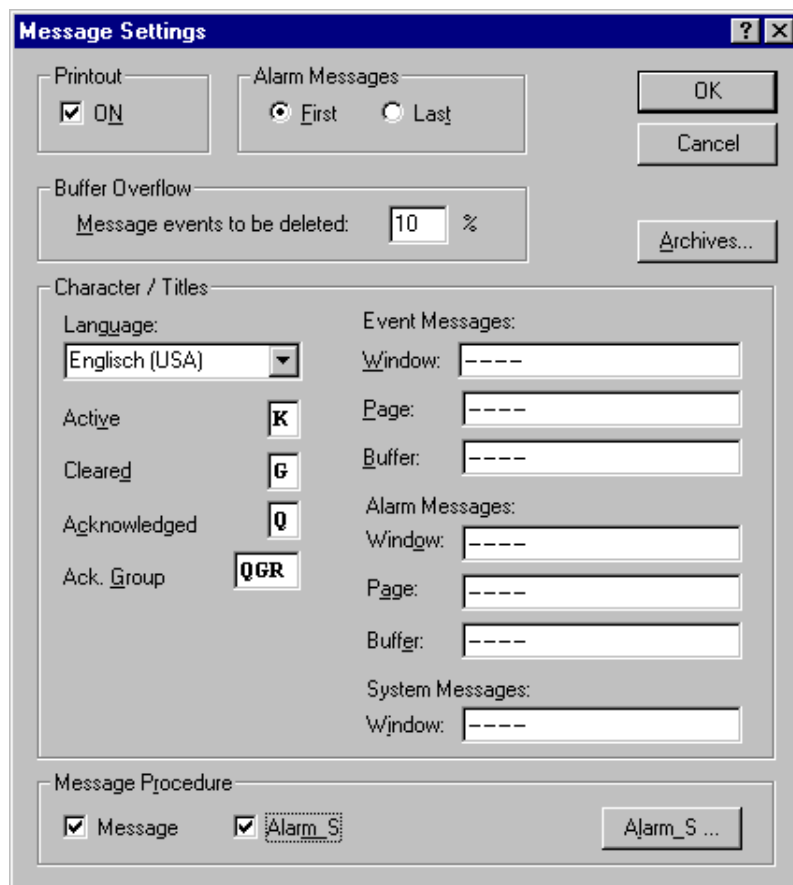 Message Settings
Printout
ON
Alarm Messages
First
Last
OK
Cancel
Buffer Overflow
Message events to be deleted:
10
%
Archives...
Character / Titles
Language:
Englisch (USA)
Active
K
Cleared
G
Acknowledged
Q
Ack. Group
QGR
Event Messages:
Window:
----
Page:
----
Buffer:
----
Alarm Messages:
Window:
----
Page:
----
Buffer:
----
System Messages:
Window:
----
Message Procedure
Message
Alarm_S
Alarm_S ...